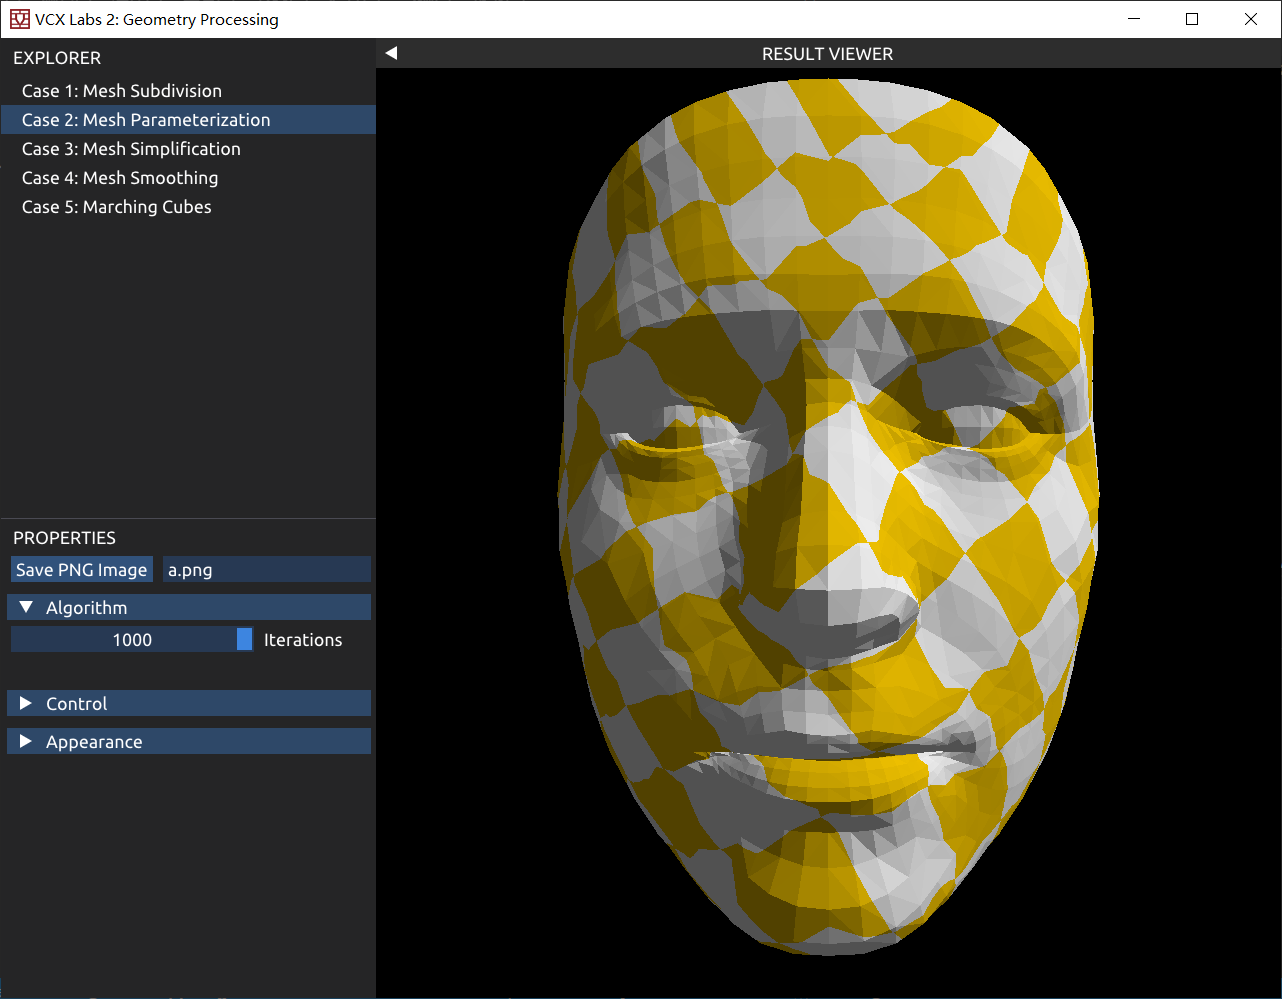 VCX Labs 2: Geometry Processing
EXPLORER
Case 1: Mesh Subdivision
Case 2: Mesh Parameterization
Case 3: Mesh Simplification
Case 4: Mesh Smoothing
Case 5: Marching Cubes
PROPERTIES
Save PNG Image a.png
Algorithm
1000 Iterations
Control
Appearance
RESULT VIEWER